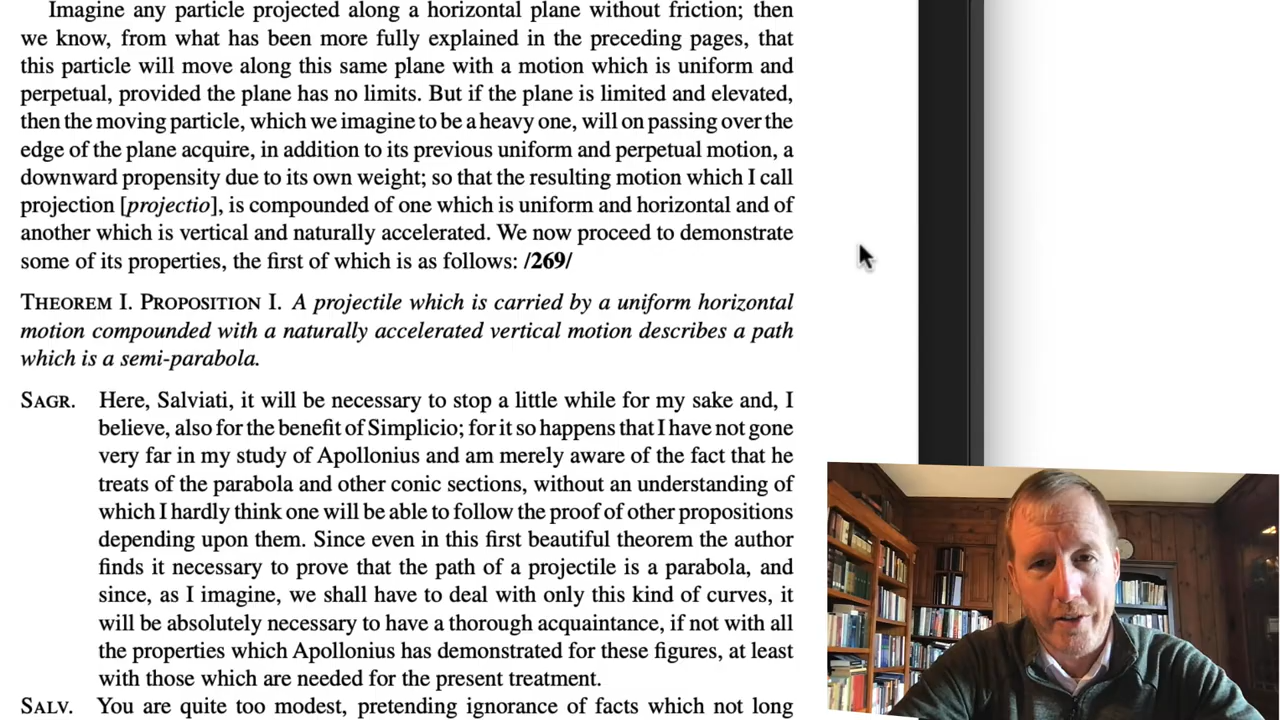 Imagine any particle projected along a horizontal plane without friction; then
we know, from what has been more fully explained in the preceding pages, that
this particle will move along this same plane with a motion which is uniform and
perpetual, provided the plane has no limits. But if the plane is limited and elevated,
then the moving particle, which we imagine to be a heavy one, will on passing over the
edge of the plane acquire, in addition to its previous uniform and perpetual motion, a
downward propensity due to its own weight; so that the resulting motion which I call
projection [projectio], is compounded of one which is uniform and horizontal and of
another which is vertical and naturally accelerated. We now proceed to demonstrate
some of its properties, the first of which is as follows: /269/
THEOREM I. PROPOSITION I. A projectile which is carried by a uniform horizontal
motion compounded with a naturally accelerated vertical motion describes a path
which is a semi-parabola.
SAGR. Here, Salviati, it will be necessary to stop a little while for my sake and, I
believe, also for the benefit of Simplicio; for it so happens that I have not gone
very far in my study of Apollonius and am merely aware of the fact that he
treats of the parabola and other conic sections, without an understanding of
which I hardly think one will be able to follow the proof of other propositions
depending upon them. Since even in this first beautiful theorem the author
finds it necessary to prove that the path of a projectile is a parabola, and
since, as I imagine, we shall have to deal with only this kind of curves, it
will be absolutely necessary to have a thorough acquaintance, if not with all
the properties which Apollonius has demonstrated for these figures, at least
with those which are needed for the present treatment.
SALV. You are quite too modest, pretending ignorance of facts which not long